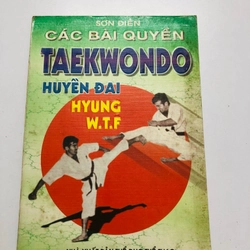 SƠN ĐIỀN
CÁC BÀI QUYỀN
TAEKWONDO
HUYỀN ĐAI
HYUNG
W.T.F